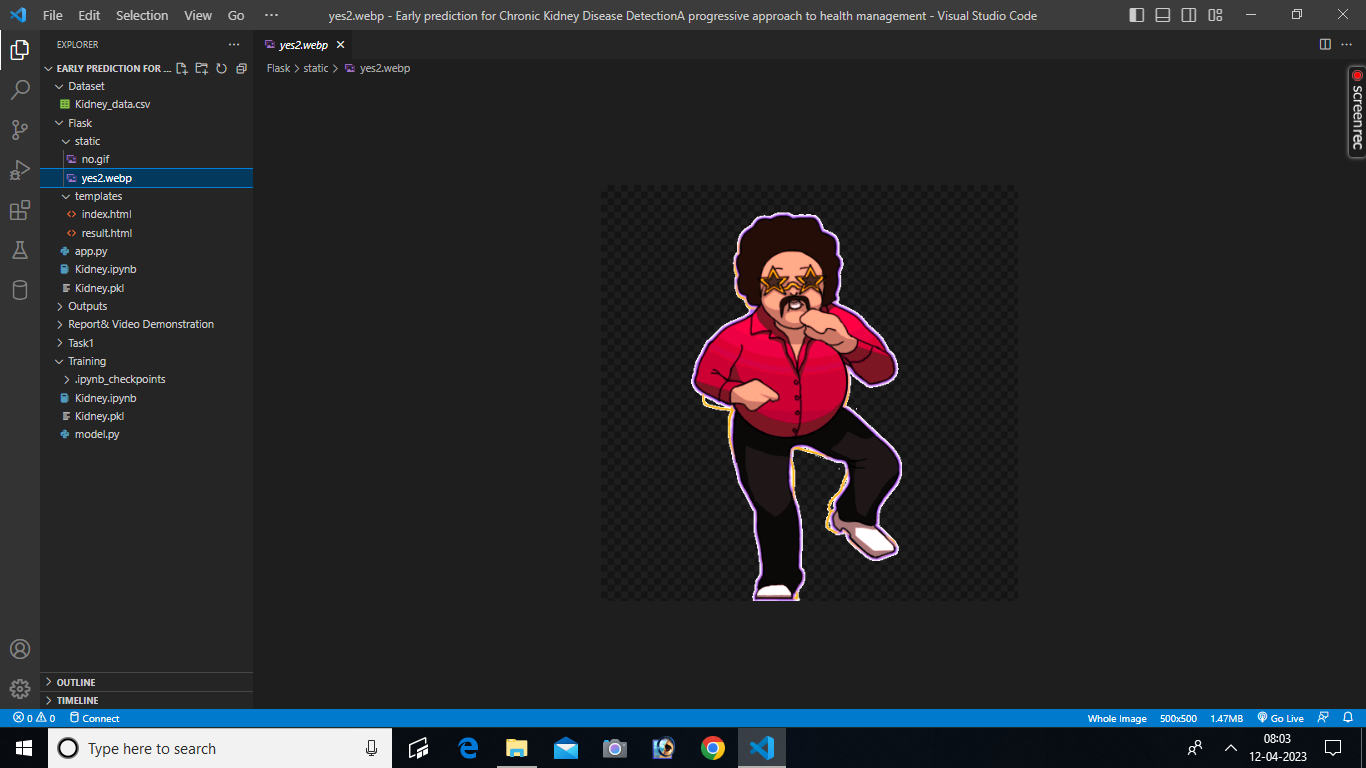 File Edit Selection View Go ··· yes2.webp - Early prediction for Chronic Kidney Disease DetectionA progressive approach to health management - Visual Studio Code
EXPLORER ···
EARLY PREDICTION FOR ...
Dataset
Kidney_data.csv
Flask
static
no.gif
yes2.webp
templates
index.html
result.html
app.py
Kidney.ipynb
Kidney.pkl
Outputs
Report& Video Demonstration
Task1
Training
.ipynb_checkpoints
Kidney.ipynb
Kidney.pkl
model.py
OUTLINE
TIMELINE
yes2.webp
Flask > static > yes2.webp
screenrec
0 0 Connect Whole Image 500x500 1.47MB Go Live
Type here to search
08:03
12-04-2023